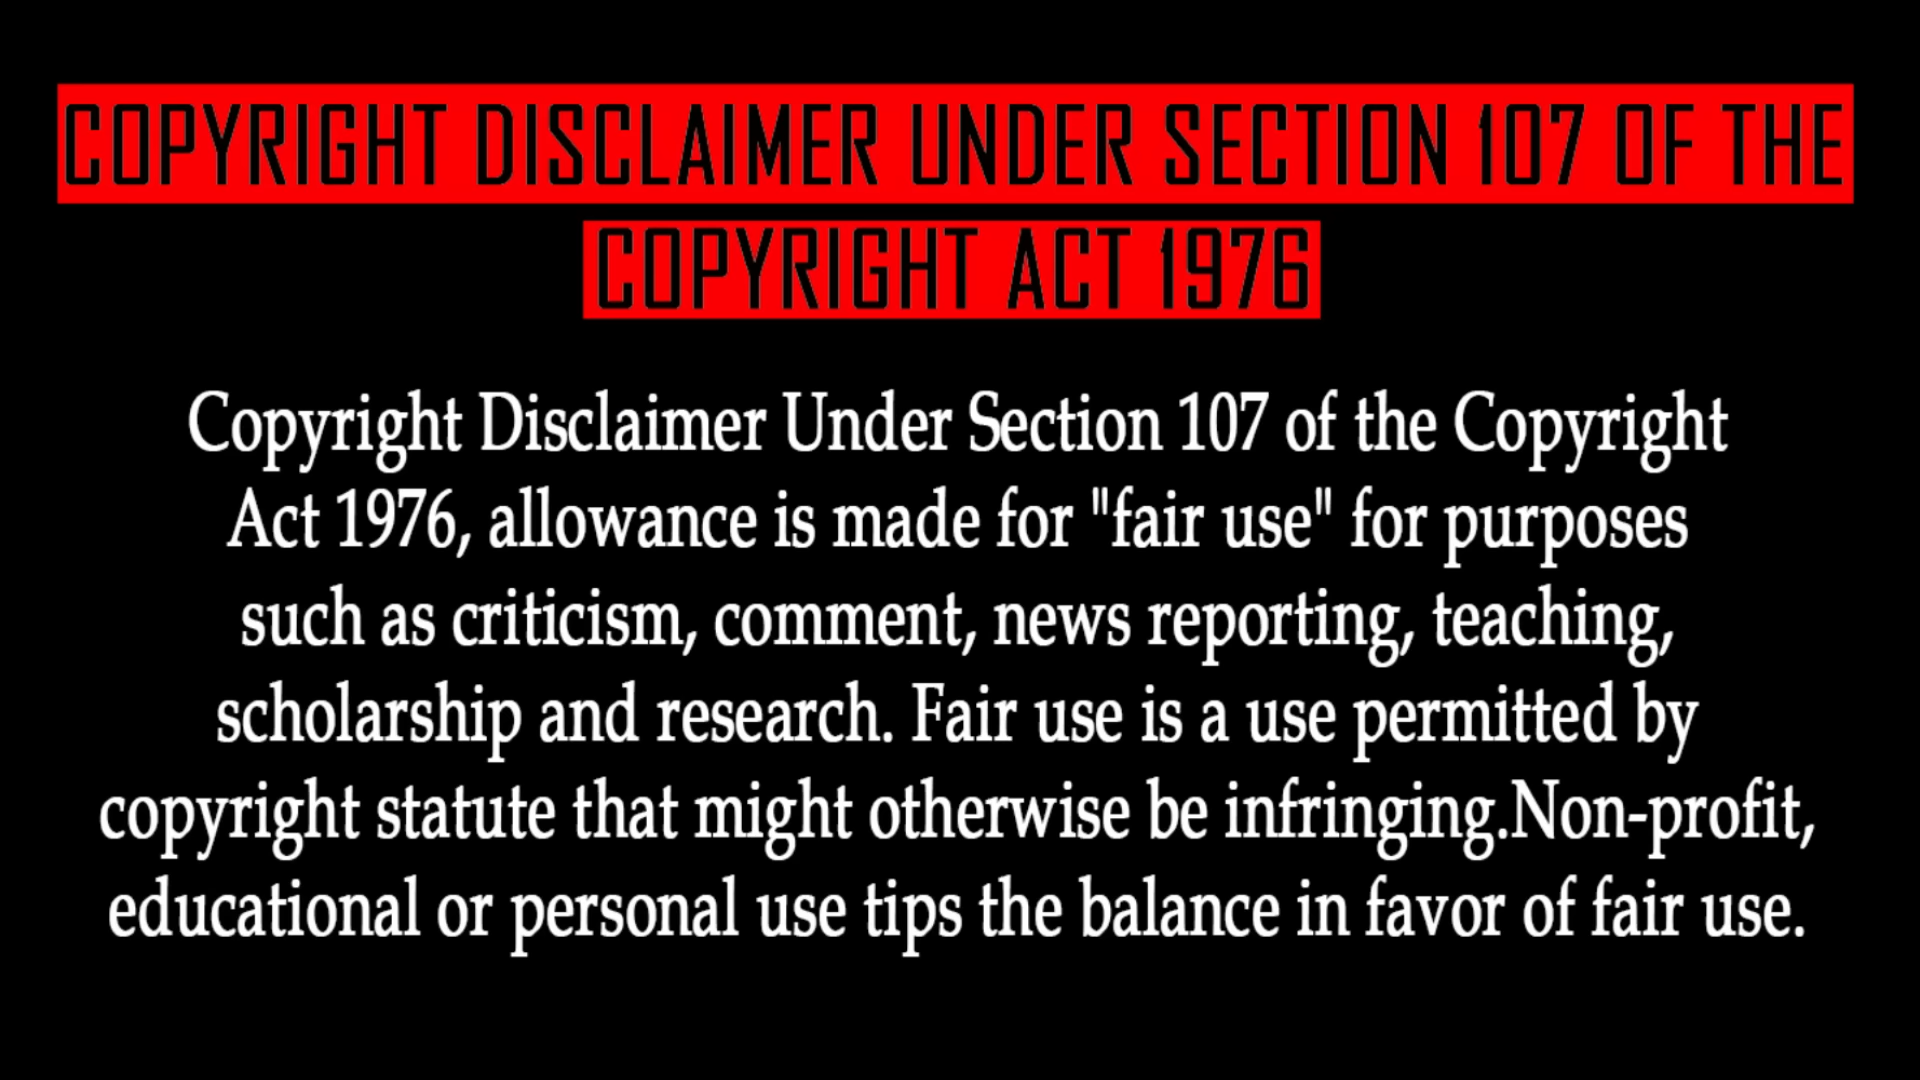 COPYRIGHT DISCLAIMER UNDER SECTION 107 OF THE
COPYRIGHT ACT 1976
Copyright Disclaimer Under Section 107 of the Copyright
Act 1976, allowance is made for "fair use" for purposes
such as criticism, comment, news reporting, teaching,
scholarship and research. Fair use is a use permitted by
copyright statute that might otherwise be infringing.Non-profit,
educational or personal use tips the balance in favor of fair use.